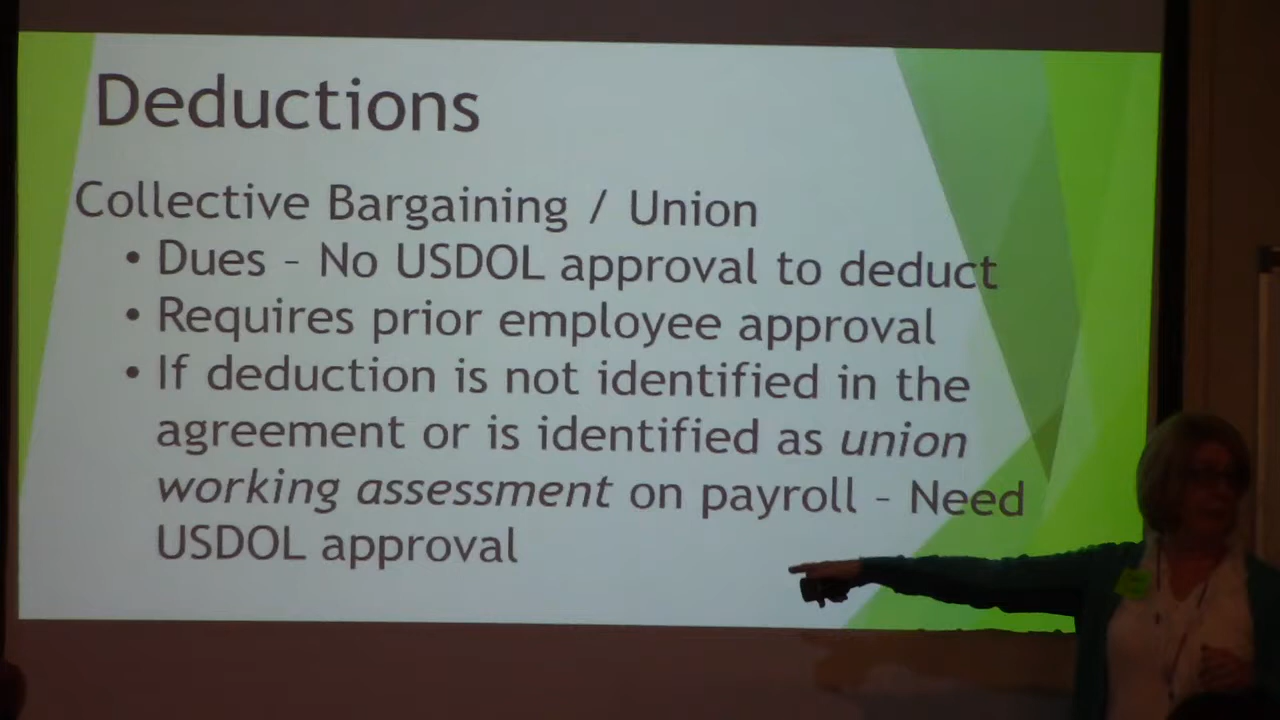 Deductions
Collective Bargaining / Union
• Dues – No USDOL approval to deduct
• Requires prior employee approval
• If deduction is not identified in the
agreement or is identified as union
working assessment on payroll – Need
USDOL approval